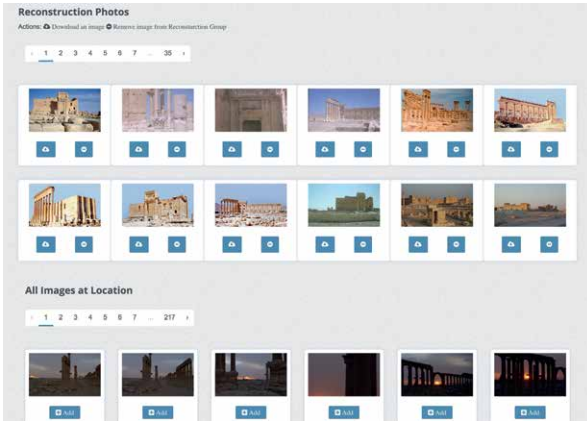 Reconstruction Photos
Actions: Download an image Remove image from Reconstruction Group
‹ 1 2 3 4 5 6 7 ... 35 ›
All Images at Location
‹ 1 2 3 4 5 6 7 ... 217 ›
Add Add Add Add Add Add